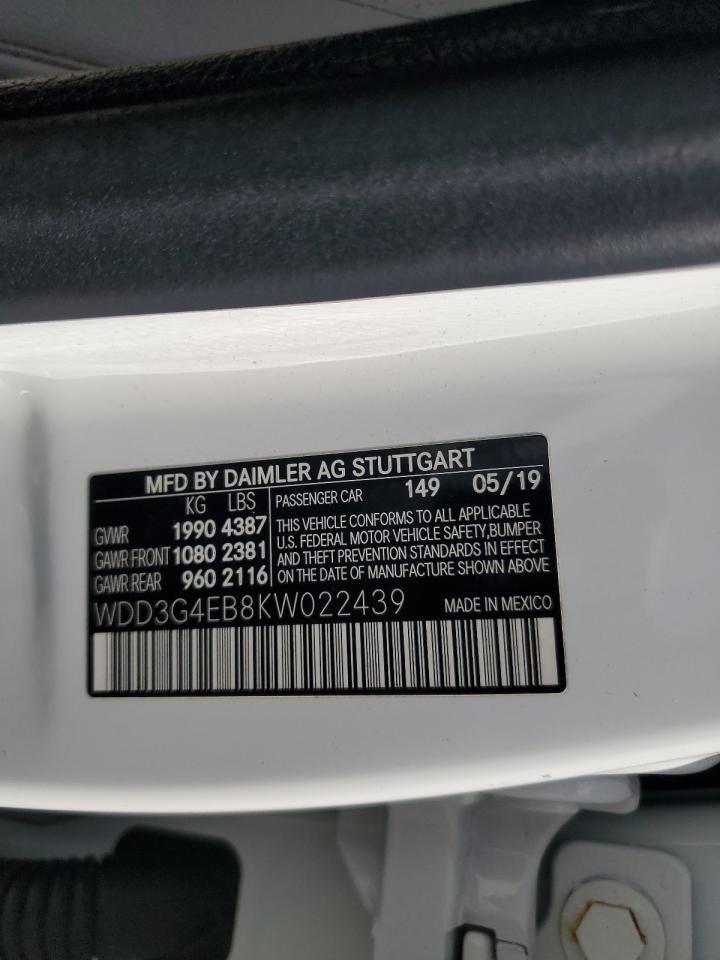 MFD BY DAIMLER AG STUTTGART
KG LBS
GVWR 1990 4387
GAWR FRONT 1080 2381
GAWR REAR 960 2116
PASSENGER CAR 149 05/19
THIS VEHICLE CONFORMS TO ALL APPLICABLE
U.S. FEDERAL MOTOR VEHICLE SAFETY,BUMPER
AND THEFT PREVENTION STANDARDS IN EFFECT
ON THE DATE OF MANUFACTURE SHOWN ABOVE
WDD3G4EB8KW022439 MADE IN MEXICO